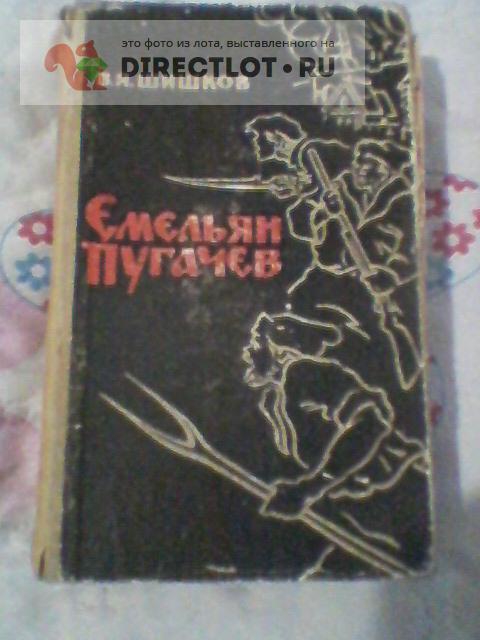 это фото из лота, выставленного на
DIRECTLOT.RU
В.Я.ШИШКОВ
ЕМЕЛЬЯН
ПУГАЧЕВ